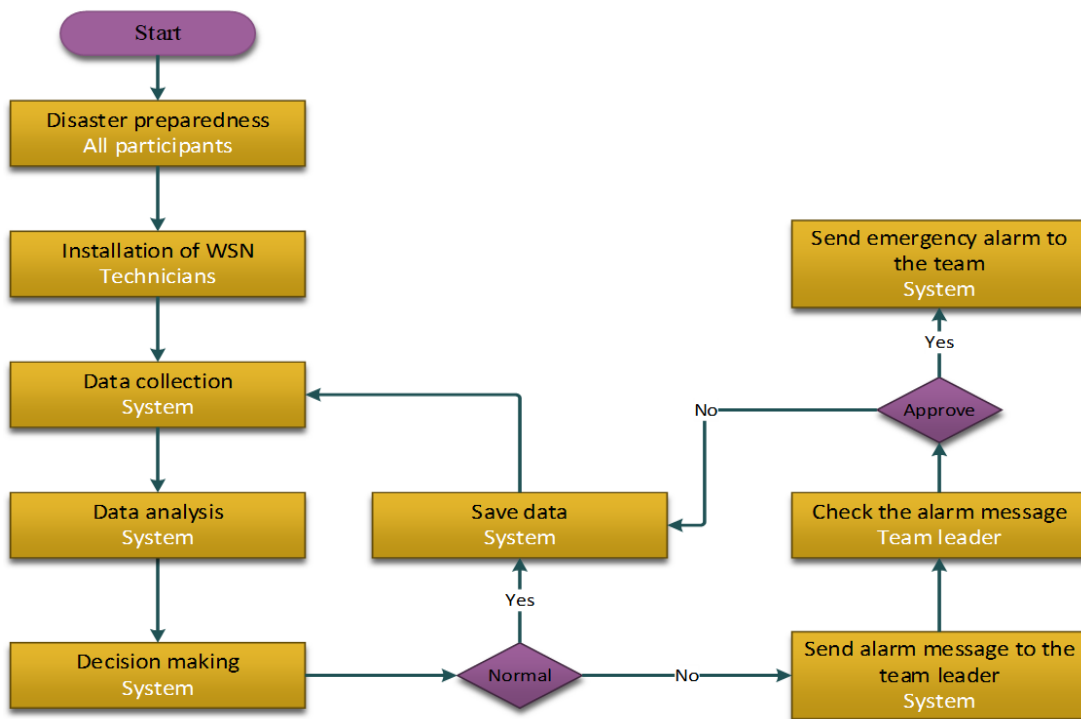 Start
Disaster preparedness
All participants
Installation of WSN
Technicians
Data collection
System
Data analysis
System
Decision making
System
Normal
Yes
Save data
System
No
Send alarm message to the
team leader
System
Check the alarm message
Team leader
Approve
No
Yes
Send emergency alarm to
the team
System